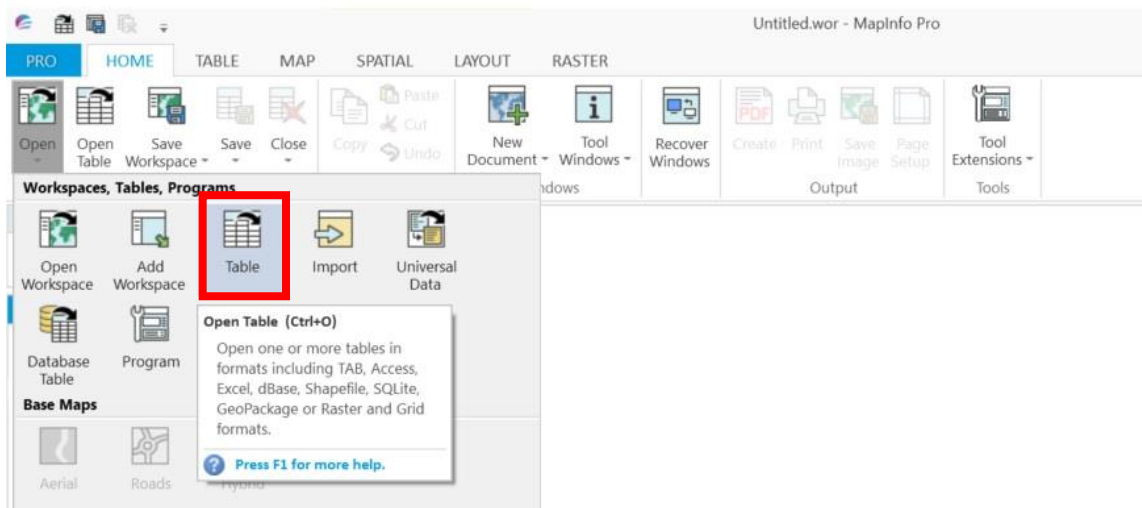 Untitled.wor - MapInfo Pro
PRO HOME TABLE MAP SPATIAL LAYOUT RASTER
Open
Open Table
Save Workspace
Save
Close
Copy
Paste
Cut
Undo
New Document
Tool Windows
Recover Windows
PDF
Create
Print
Save Image
Page Setup
Tool Extensions
Output
Tools
Workspaces, Tables, Programs
Open Workspace
Add Workspace
Table
Import
Universal Data
Database Table
Program
Open Table (Ctrl+O)
Open one or more tables in
formats including TAB, Access,
Excel, dBase, Shapefile, SQLite,
GeoPackage or Raster and Grid
formats.
Press F1 for more help.
Base Maps
Aerial
Roads
Hybrid